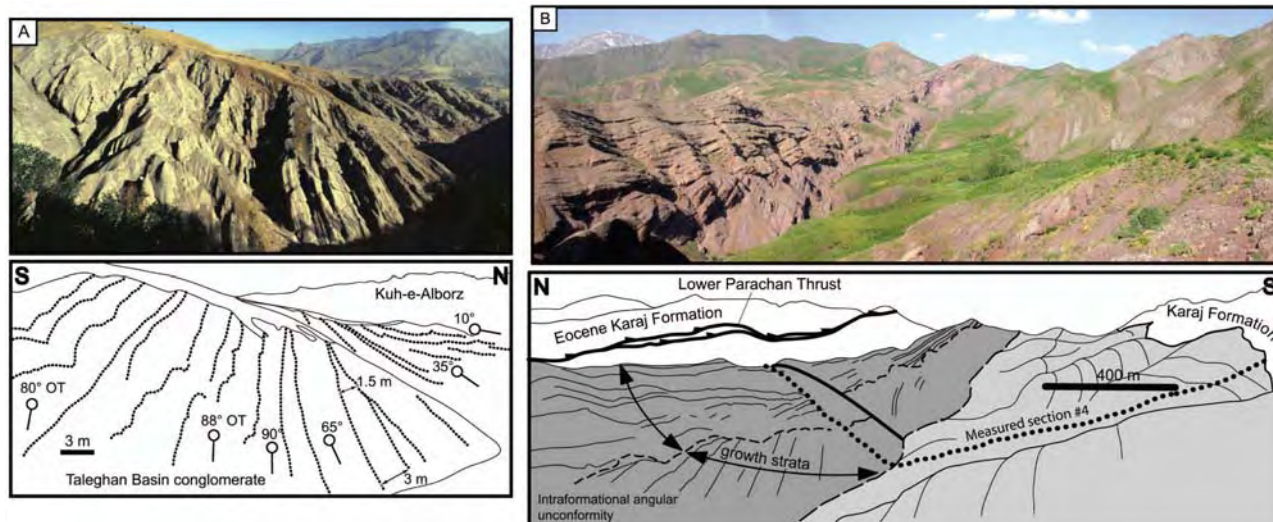 A
B
S
N
Kuh-e-Alborz
10°
35°
1.5 m
80° OT
88° OT
90°
65°
3 m
3 m
Taleghan Basin conglomerate
N
S
Lower Parachan Thrust
Eocene Karaj Formation
Karaj Formation
400 m
Measured section #4
growth strata
Intraformational angular
unconformity